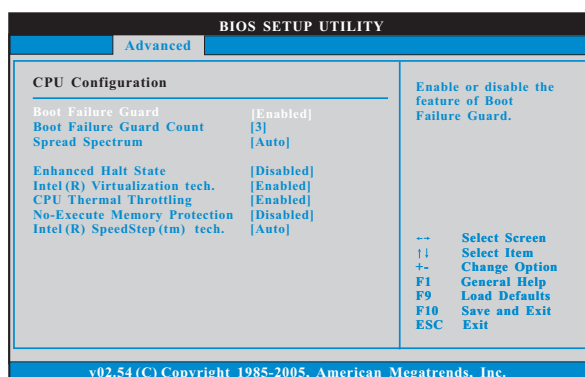 BIOS SETUP UTILITY
Advanced
CPU Configuration
Boot Failure Guard [Enabled]
Boot Failure Guard Count [3]
Spread Spectrum [Auto]
Enhanced Halt State [Disabled]
Intel (R) Virtualization tech. [Enabled]
CPU Thermal Throttling [Enabled]
No-Execute Memory Protection [Disabled]
Intel (R) SpeedStep (tm) tech. [Auto]
Enable or disable the
feature of Boot
Failure Guard.
←→ Select Screen
↑↓ Select Item
+- Change Option
F1 General Help
F9 Load Defaults
F10 Save and Exit
ESC Exit
v02.54 (C) Copyright 1985-2005, American Megatrends, Inc.